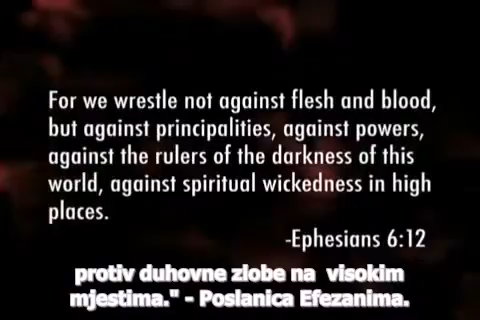 For we wrestle not against flesh and blood,
but against principalities, against powers,
against the rulers of the darkness of this
world, against spiritual wickedness in high
places.
-Ephesians 6:12
protiv duhovne zlobe na visokim
mjestima." - Poslanica Efezanima.